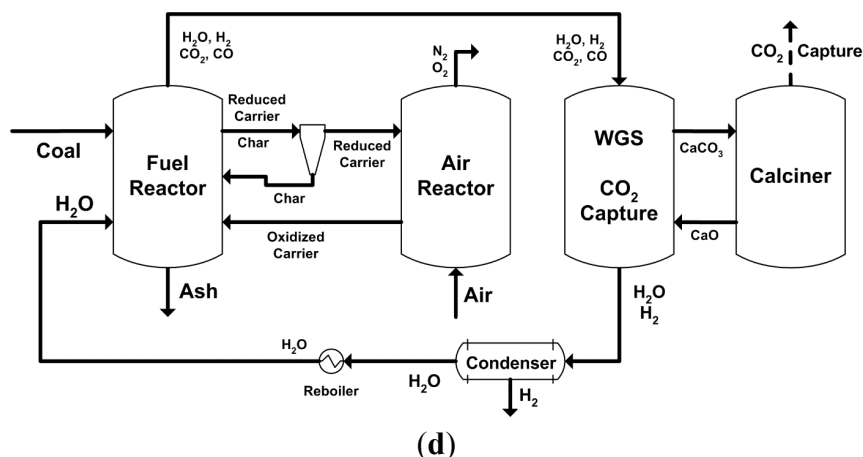 H₂O, H₂
CO₂, CO
N₂
O₂
H₂O, H₂
CO₂, CO
CO₂ Capture
Coal
Fuel
Reactor
Reduced
Carrier
Char
Reduced
Carrier
Char
Oxidized
Carrier
Air
Reactor
WGS
CO₂
Capture
CaCO₃
CaO
Calciner
H₂O
Ash
Air
H₂O
H₂
H₂O
Reboiler
H₂O
Condenser
H₂
(d)